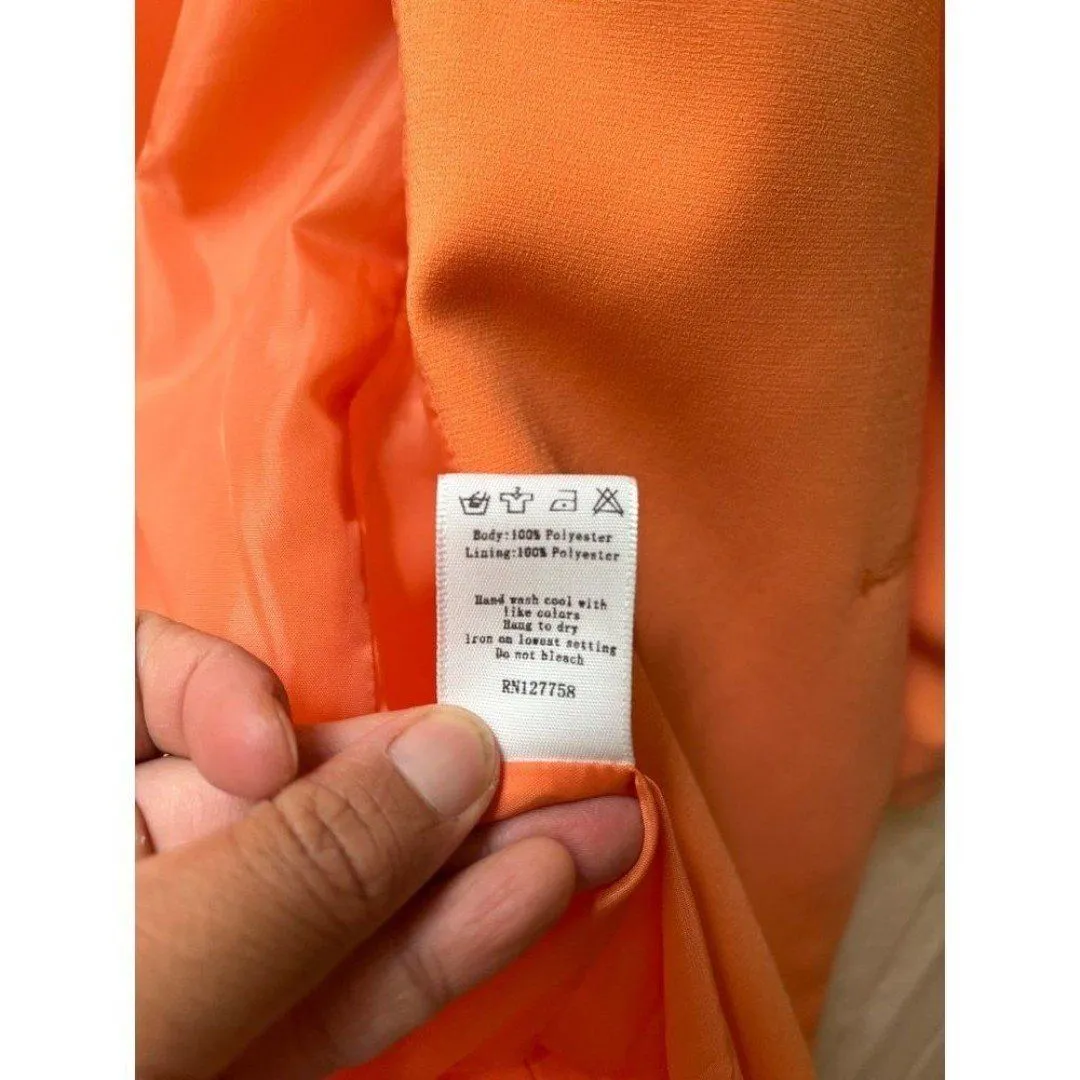 Body:100% Polyester
Lining:100% Polyester
Hand wash cool with
like colors
Hang to dry
iron on lowest setting
Do not bleach
RN127758